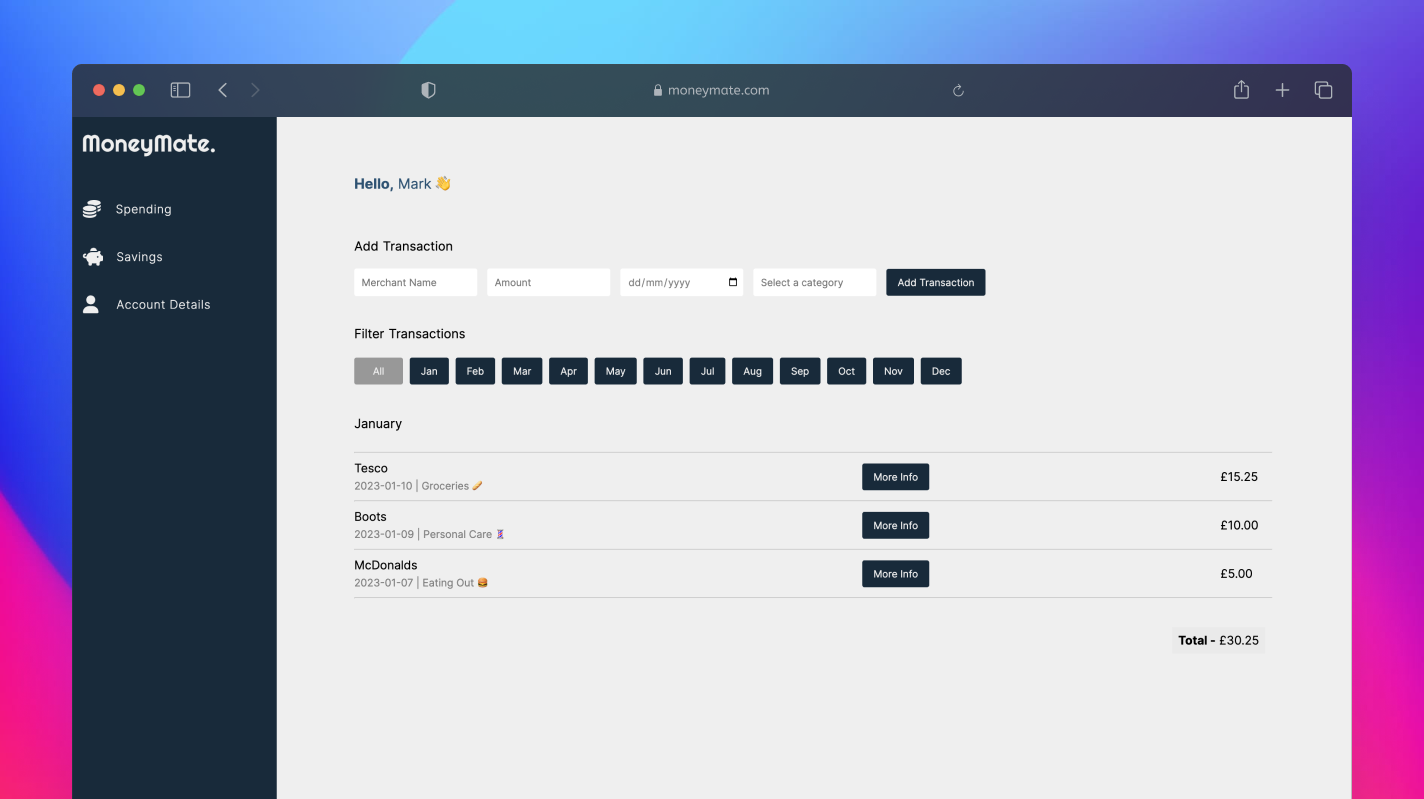 moneymate.com
MoneyMate.
Spending
Savings
Account Details
Hello, Mark 👋
Add Transaction
Merchant Name Amount dd/mm/yyyy Select a category Add Transaction
Filter Transactions
All Jan Feb Mar Apr May Jun Jul Aug Sep Oct Nov Dec
January
Tesco
2023-01-10 | Groceries 🥖 More Info £15.25
Boots
2023-01-09 | Personal Care 💈 More Info £10.00
McDonalds
2023-01-07 | Eating Out 🍔 More Info £5.00
Total - £30.25